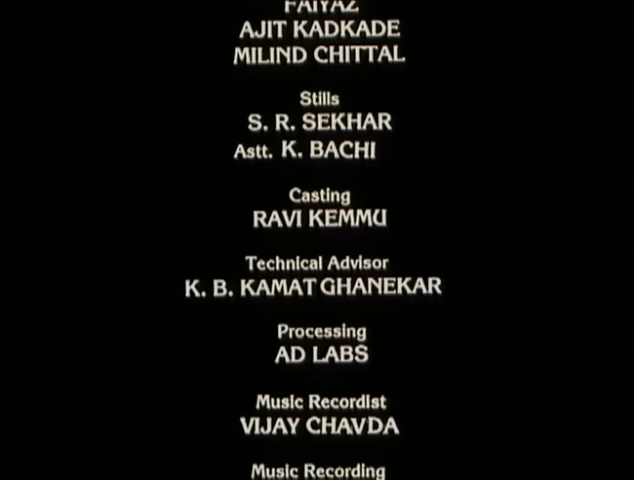 FAIYAZ
AJIT KADKADE
MILIND CHITTAL
Stills
S. R. SEKHAR
Astt. K. BACHI
Casting
RAVI KEMMU
Technical Advisor
K. B. KAMAT GHANEKAR
Processing
AD LABS
Music Recordist
VIJAY CHAVDA
Music Recording